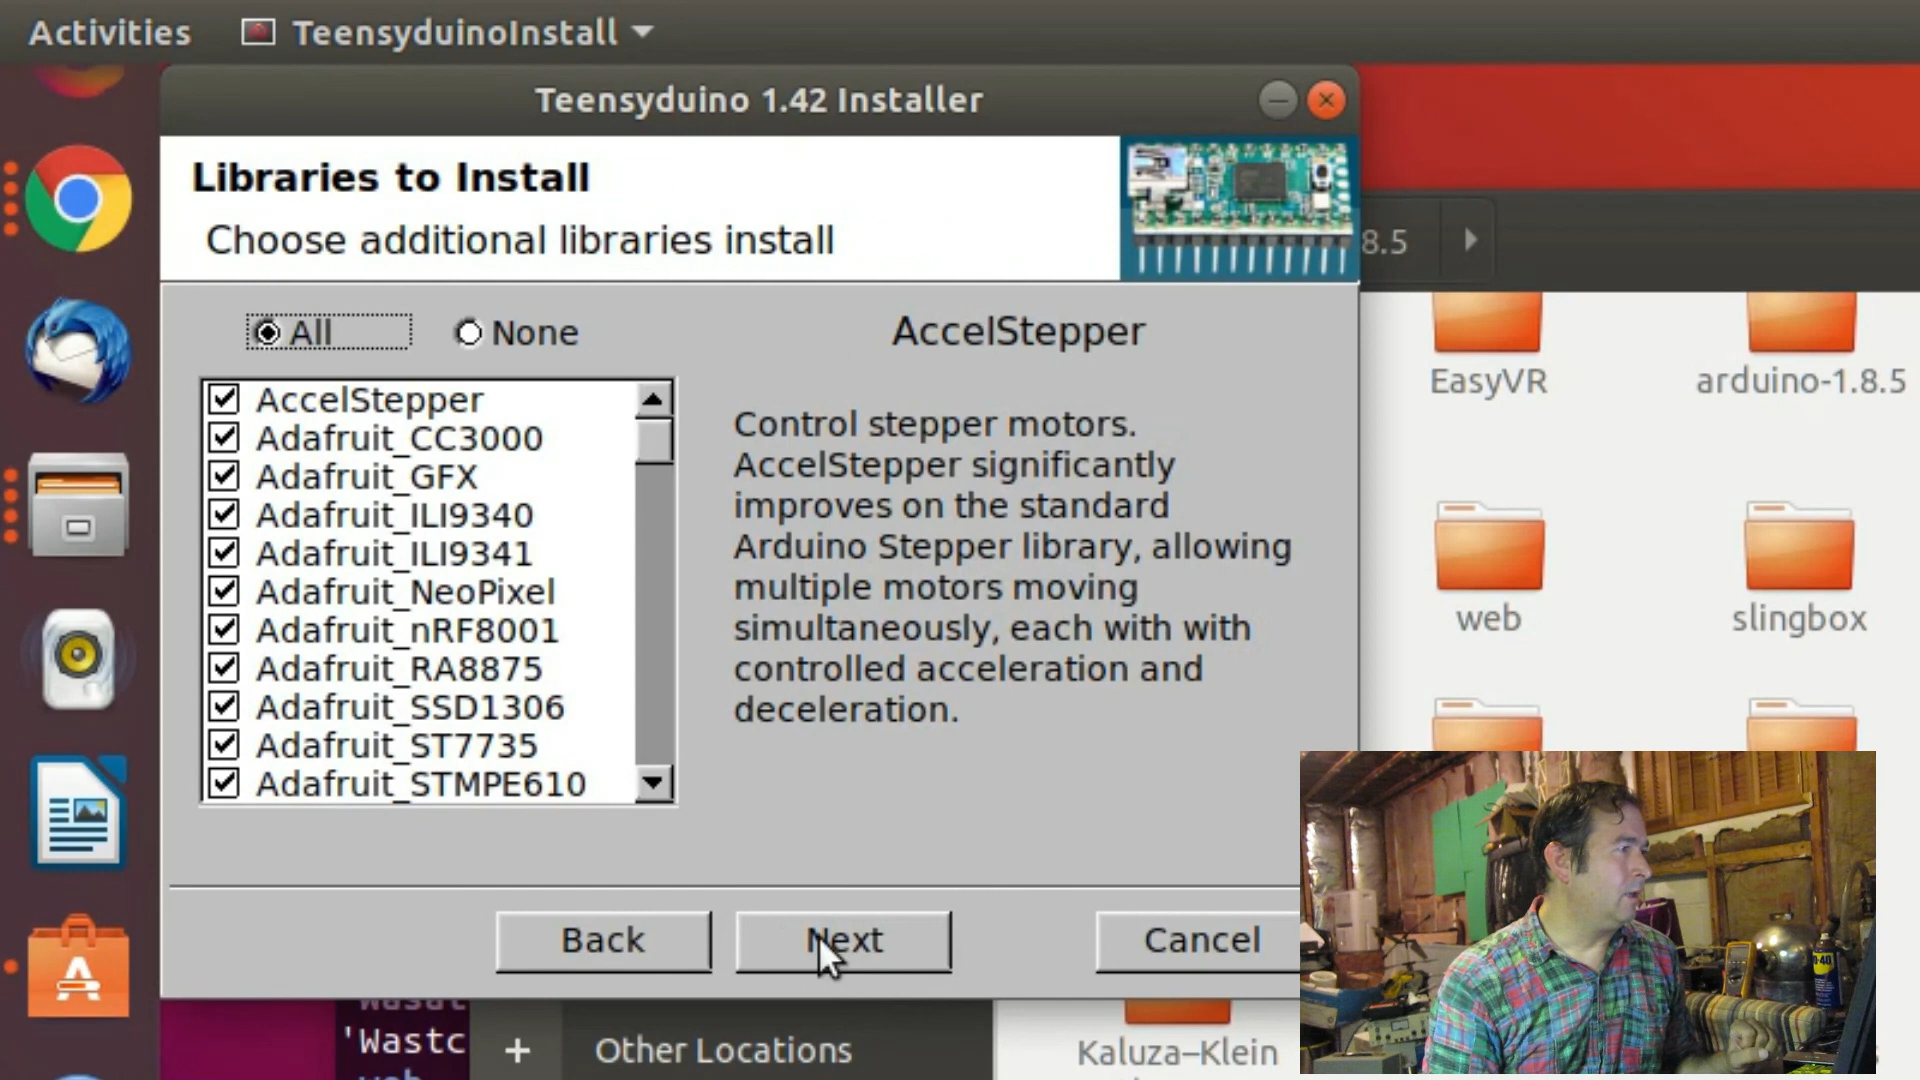 Activities
TeensyduinoInstall
Teensyduino 1.42 Installer
Libraries to Install
Choose additional libraries install
8.5
All
None
AccelStepper
AccelStepper
Adafruit_CC3000
Adafruit_GFX
Adafruit_ILI9340
Adafruit_ILI9341
Adafruit_NeoPixel
Adafruit_nRF8001
Adafruit_RA8875
Adafruit_SSD1306
Adafruit_ST7735
Adafruit_STMPE610
Control stepper motors.
AccelStepper significantly
improves on the standard
Arduino Stepper library, allowing
multiple motors moving
simultaneously, each with with
controlled acceleration and
deceleration.
EasyVR
arduino-1.8.5
web
slingbox
Back
Next
Cancel
'Wastc
+ Other Locations
Kaluza–Klein